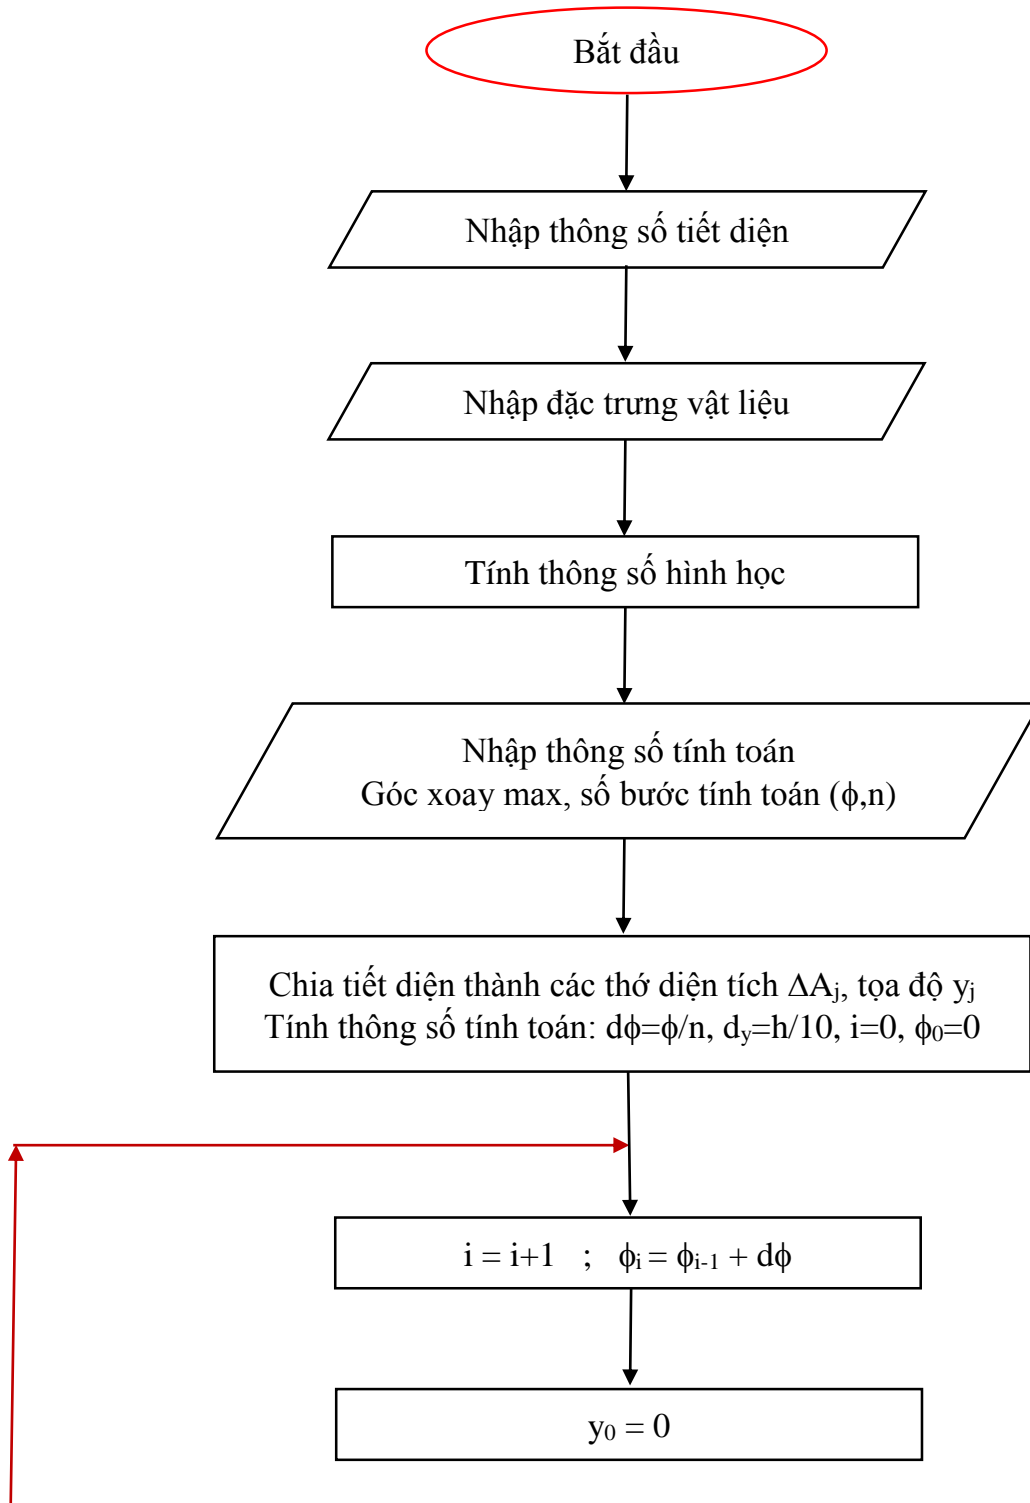 Bắt đầu
Nhập thông số tiết diện
Nhập đặc trưng vật liệu
Tính thông số hình học
Nhập thông số tính toán
Góc xoay max, số bước tính toán (ϕ,n)
Chia tiết diện thành các thớ diện tích ΔAⱼ, tọa độ yⱼ
Tính thông số tính toán: dϕ=ϕ/n, d_y=h/10, i=0, ϕ₀=0
i = i+1 ; ϕᵢ = ϕᵢ₋₁ + dϕ
y₀ = 0